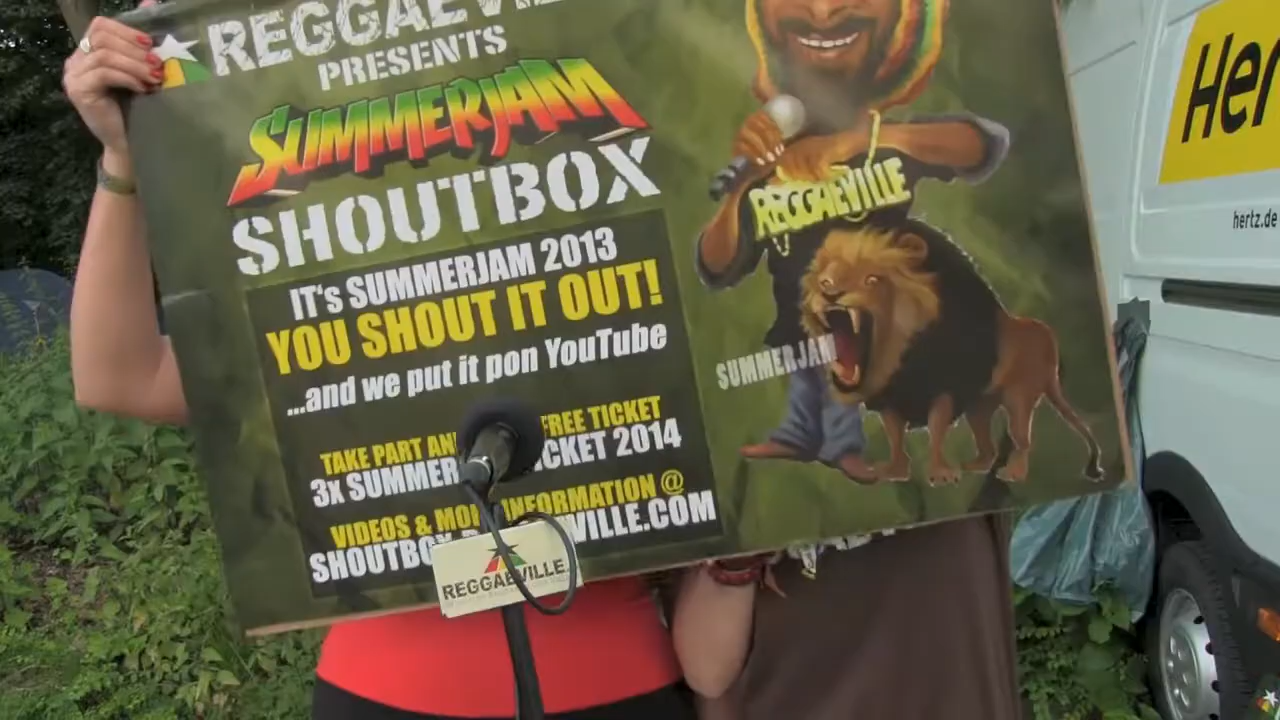 REGGAEVI
PRESENTS
SUMMERJAM
SHOUTBOX
IT's SUMMERJAM 2013
YOU SHOUT IT OUT!
...and we put it pon YouTube
TAKE PART AN FREE TICKET
3x SUMMER ICKET 2014
VIDEOS & MO INFORMATION @
SHOUTBO VILLE.COM
REGGAEVILLE
SUMMERJAM
REGGAEVILLE
Her
hertz.de